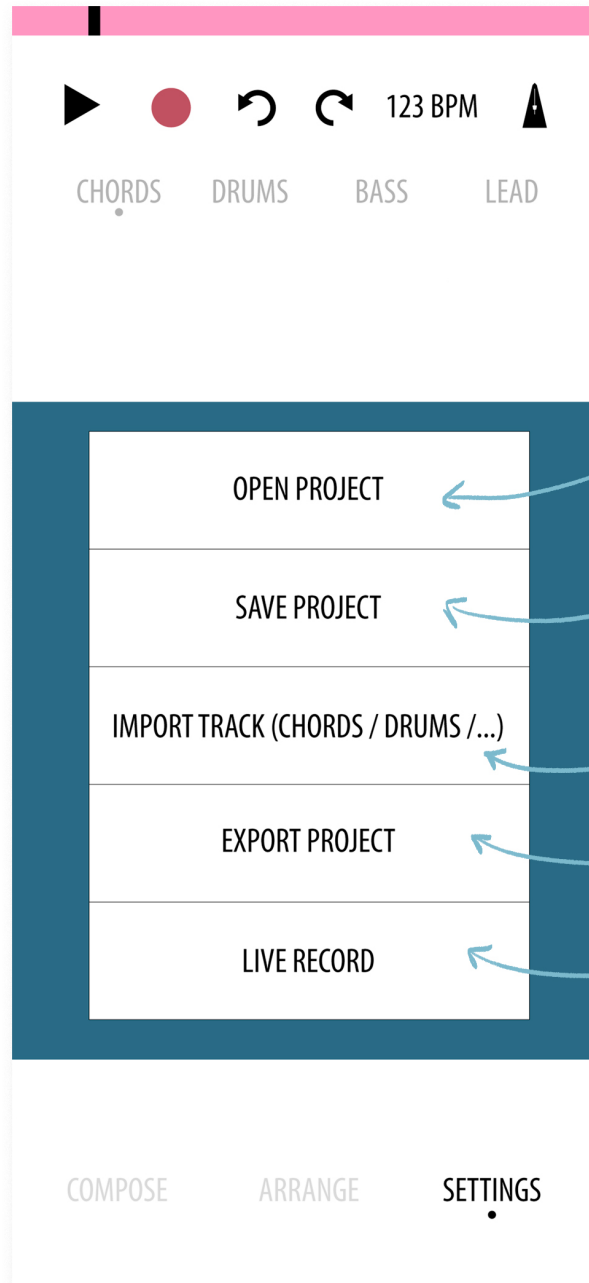 123 BPM
CHORDS DRUMS BASS LEAD
OPEN PROJECT
SAVE PROJECT
IMPORT TRACK (CHORDS / DRUMS /...)
EXPORT PROJECT
LIVE RECORD
COMPOSE ARRANGE SETTINGS